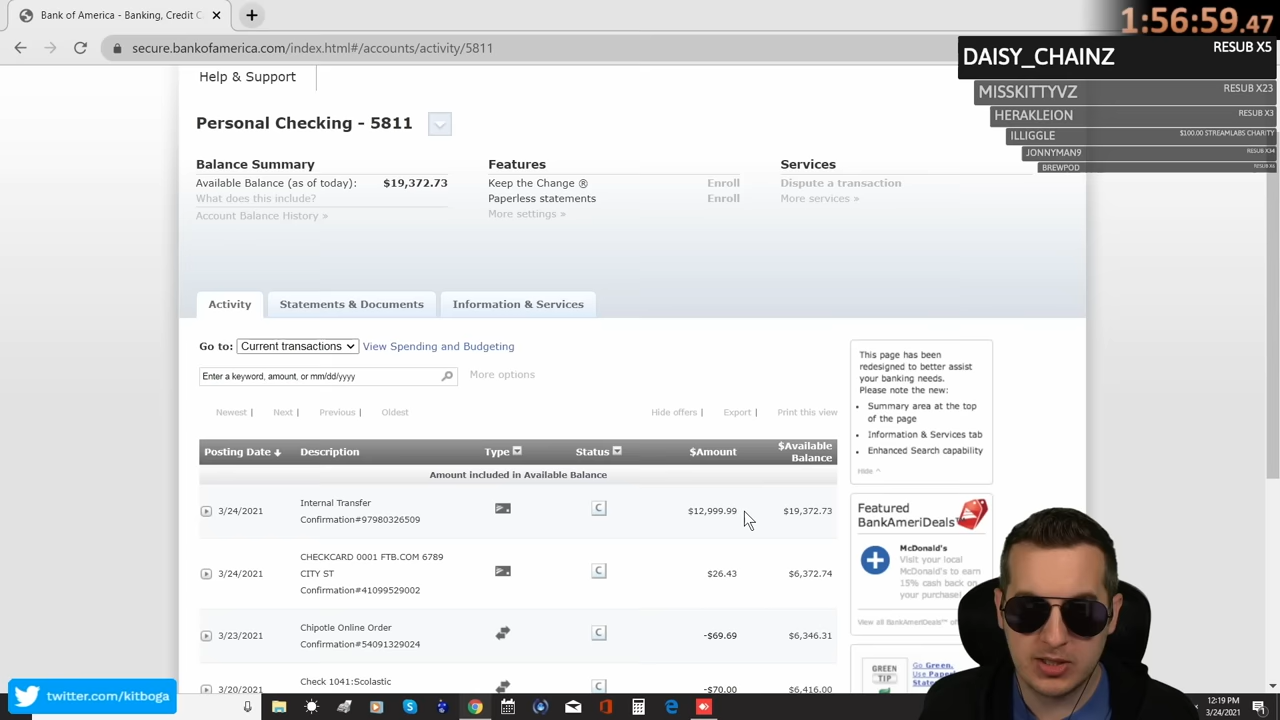 Bank of America, Credit C
1:56:59.47
secure.bankofamerica.com/index.html#/accounts/activity/5811
DAISY_CHAINZ RESUB X5
MISSKITTYVZ RESUB X23
HERAKLEION RESUB X3
ILLIGGLE $100.00 STREAMLABS CHARITY
JONNYMAN9 RESUB X34
BREWPOD
Help & Support
Personal Checking - 5811
Balance Summary Features Services
Available Balance (as of today): $19,372.73 Keep the Change ® Enroll Dispute a transaction
What does this include? Paperless statements Enroll More services »
Account Balance History » More settings »
Activity Statements & Documents Information & Services
Go to: Current transactions View Spending and Budgeting
Enter a keyword, amount, or mm/dd/yyyy More options
Newest | Next | Previous | Oldest Hide offers | Export | Print this view
Posting Date Description Type Status $Amount $Available Balance
Amount included in Available Balance
3/24/2021 Internal Transfer Confirmation#97980326509 C $12,999.99 $19,372.73
3/24/2021 CHECKCARD 0001 FTB.COM 6789 CITY ST Confirmation#41099529002 C $26.43 $6,372.74
3/23/2021 Chipotle Online Order Confirmation#54091329024 C -$69.69 $6,346.31
3/20/2021 Check 1041:Scolastic C -$70.00 $6,416.00
This page has been
redesigned to better assist
your banking needs.
Please note the new:
• Summary area at the top
of the page
• Information & Services tab
• Enhanced Search capability
Hide ^
Featured
BankAmeriDeals™
McDonald's
Visit your local
McDonald's to earn
15% cash back on
your purchase!
View all BankAmeriDeals™
GREEN
TIP
Go Green.
twitter.com/kitboga
12:19 PM
3/24/2021